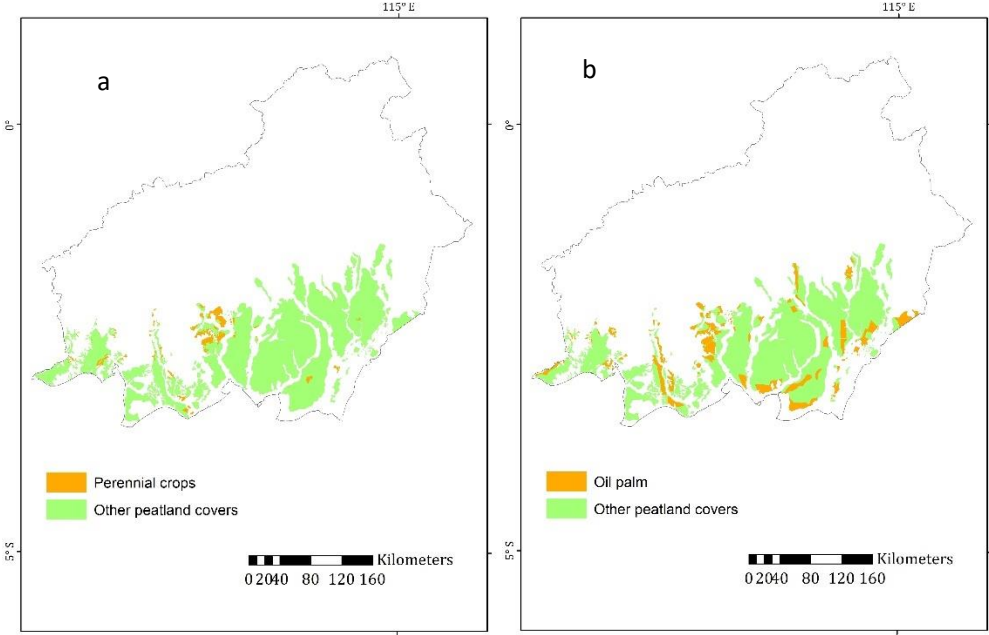 115° E
115° E
a
b
0°
0°
Perennial crops
Other peatland covers
Oil palm
Other peatland covers
Kilometers
0 20 40 80 120 160
Kilometers
0 20 40 80 120 160
5° S
5° S